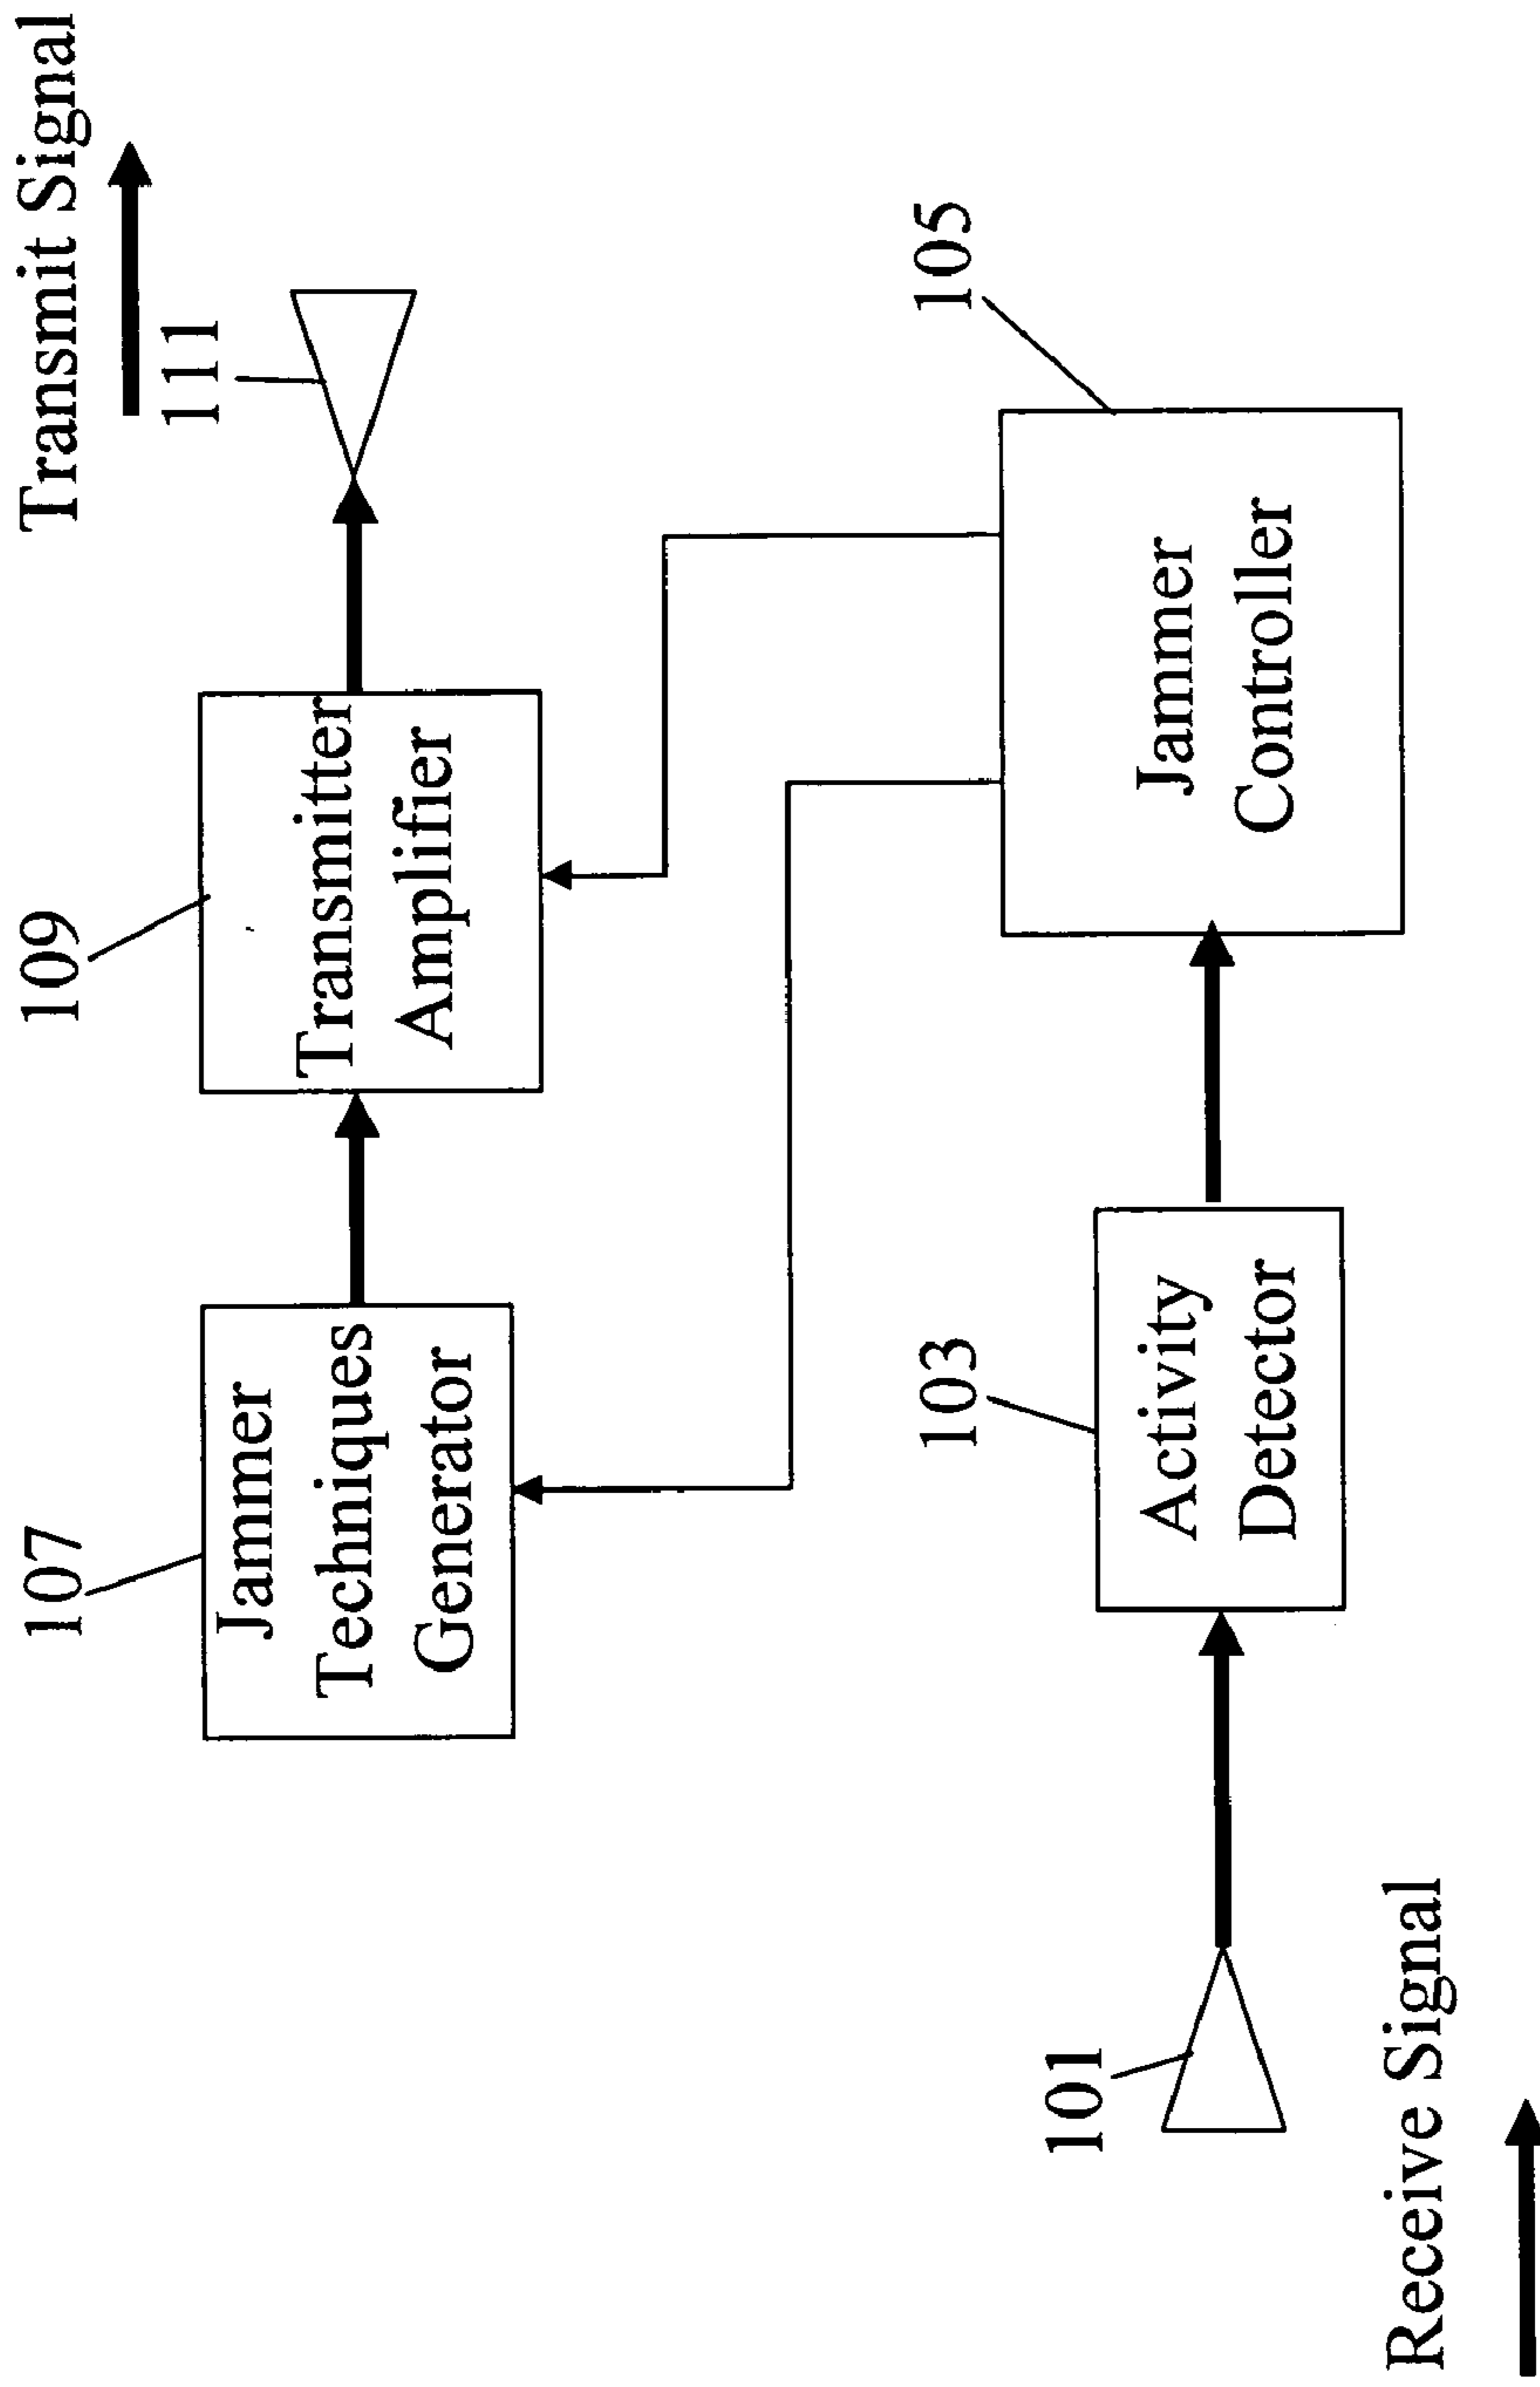 Transmit Signal
107
109
111
Jammer
Techniques
Generator
Transmitter
Amplifier
103
105
101
Activity
Detector
Jammer
Controller
Receive Signal